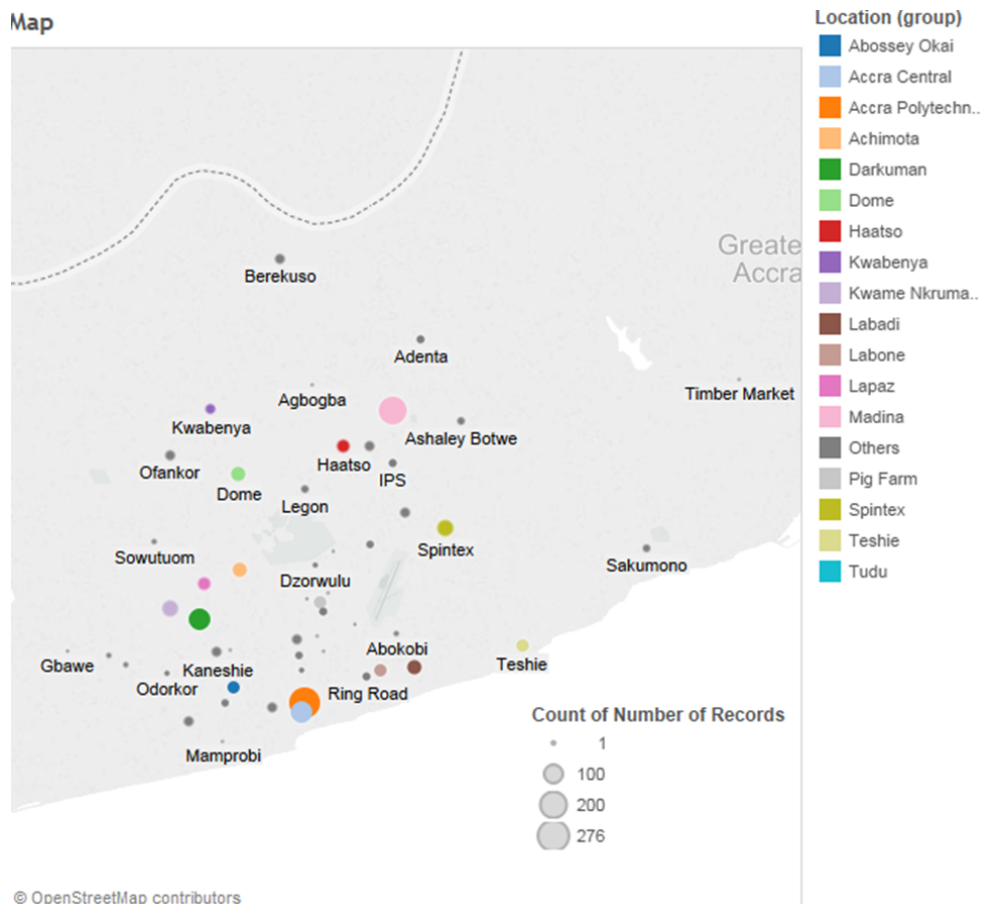 Map
Location (group)
Abossey Okai
Accra Central
Accra Polytechn..
Achimota
Darkuman
Dome
Haatso
Kwabenya
Kwame Nkruma..
Labadi
Labone
Lapaz
Madina
Others
Pig Farm
Spintex
Teshie
Tudu
Greate
Accra
Berekuso
Adenta
Timber Market
Agbogba
Kwabenya
Ashaley Botwe
Haatso
Ofankor
IPS
Dome
Legon
Spintex
Sowutuom
Sakumono
Dzorwulu
Abokobi
Gbawe
Kaneshie
Teshie
Odorkor
Ring Road
Mamprobi
Count of Number of Records
1
100
200
276
© OpenStreetMap contributors